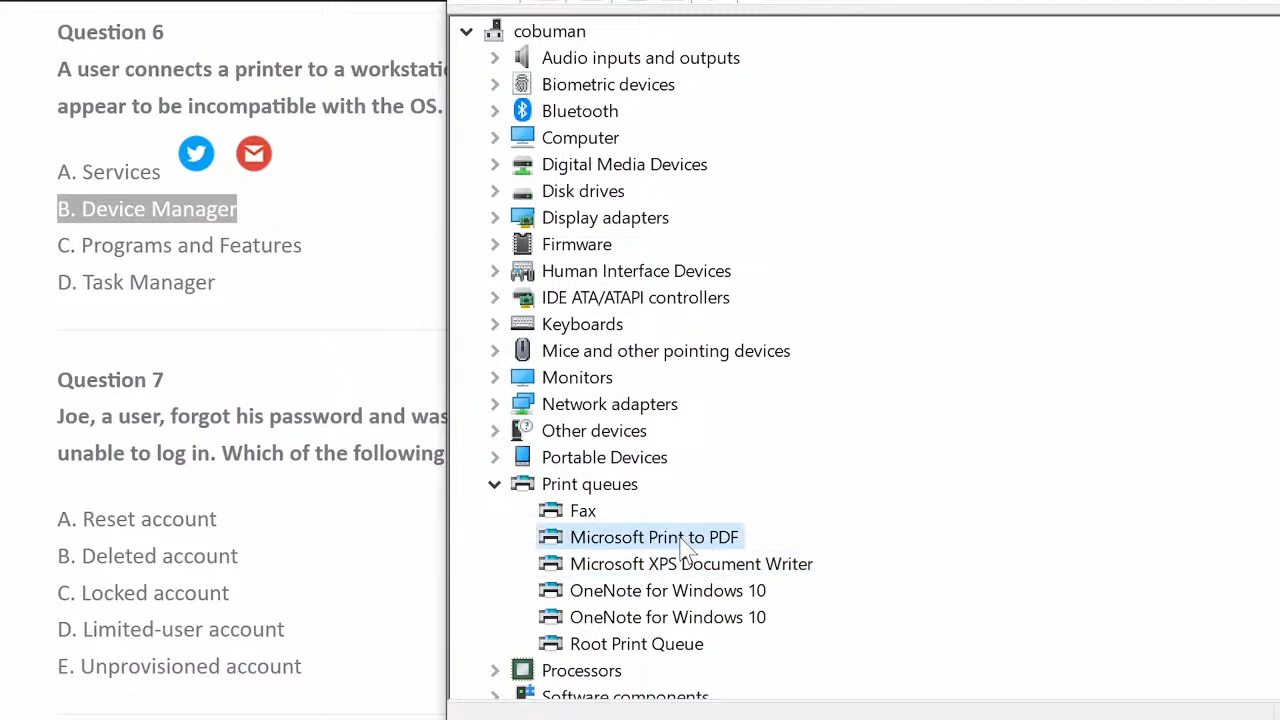 Question 6
A user connects a printer to a workstati
appear to be incompatible with the OS.
A. Services
B. Device Manager
C. Programs and Features
D. Task Manager
Question 7
Joe, a user, forgot his password and was
unable to log in. Which of the following
A. Reset account
B. Deleted account
C. Locked account
D. Limited-user account
E. Unprovisioned account
cobuman
Audio inputs and outputs
Biometric devices
Bluetooth
Computer
Digital Media Devices
Disk drives
Display adapters
Firmware
Human Interface Devices
IDE ATA/ATAPI controllers
Keyboards
Mice and other pointing devices
Monitors
Network adapters
Other devices
Portable Devices
Print queues
Fax
Microsoft Print to PDF
Microsoft XPS Document Writer
OneNote for Windows 10
OneNote for Windows 10
Root Print Queue
Processors
Software components